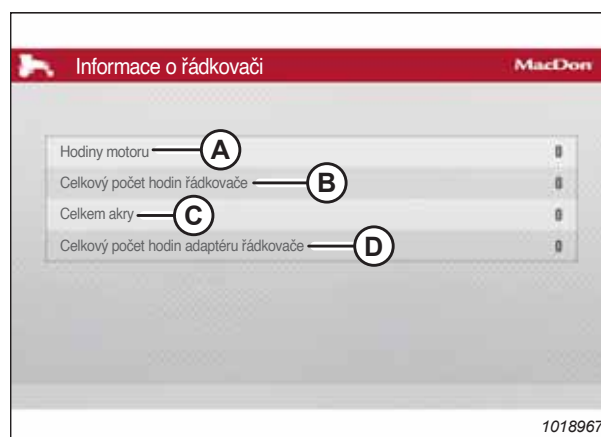 Informace o řádkovači MacDon
Hodiny motoru A 0
Celkový počet hodin řádkovače B 0
Celkem akry C 0
Celkový počet hodin adaptéru řádkovače D 0
1018967